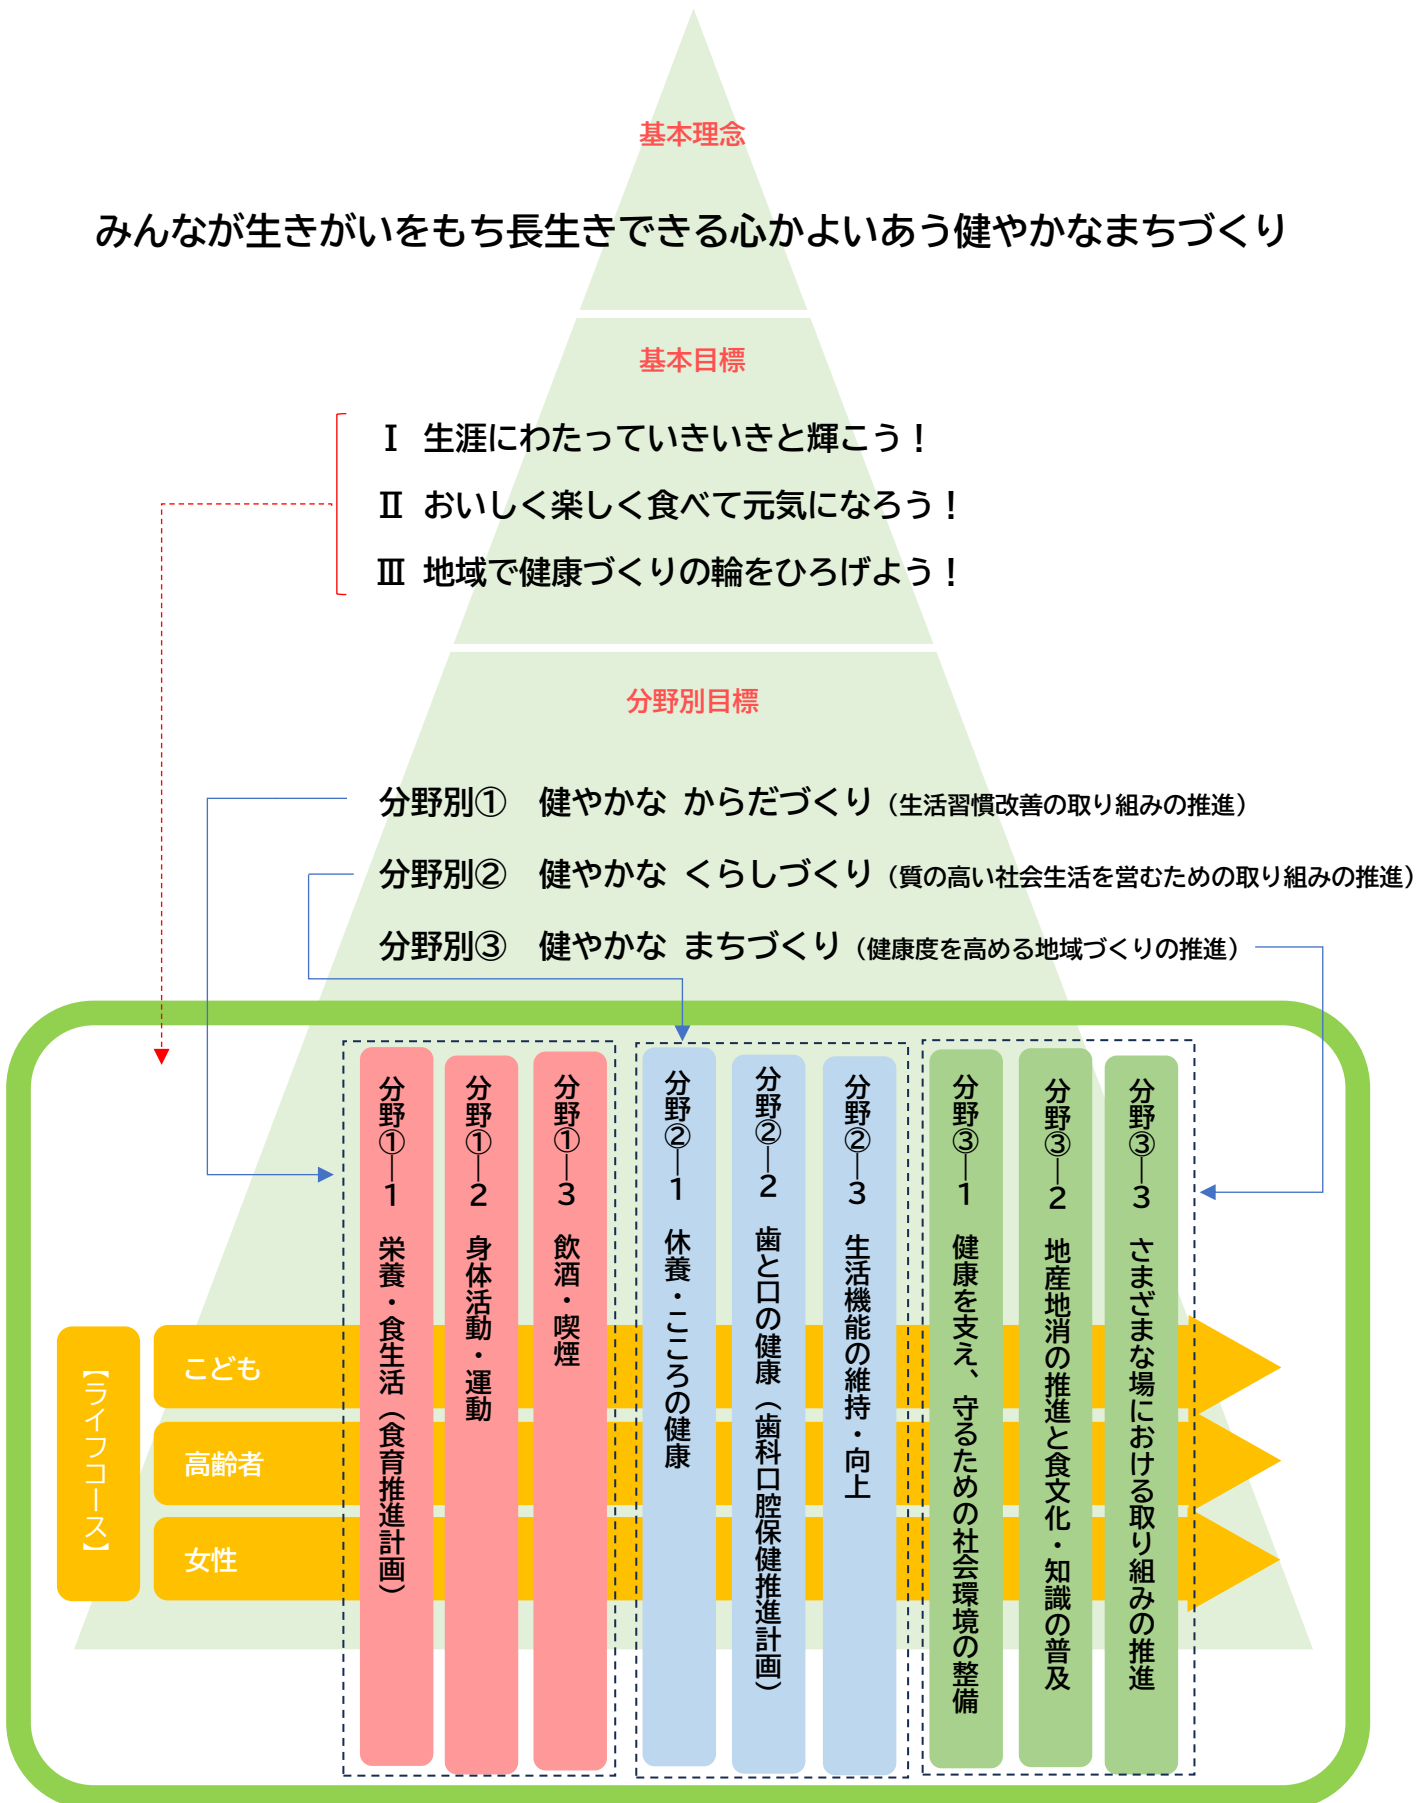 基本理念
みんなが生きがいをもち長生きできる心かよいあう健やかなまちづくり
基本目標
Ⅰ 生涯にわたっていきいきと輝こう！
Ⅱ おいしく楽しく食べて元気になろう！
Ⅲ 地域で健康づくりの輪をひろげよう！
分野別目標
分野別①　健やかな からだづくり（生活習慣改善の取り組みの推進）
分野別②　健やかな くらしづくり（質の高い社会生活を営むための取り組みの推進）
分野別③　健やかな まちづくり（健康度を高める地域づくりの推進）
分野①―1　栄養・食生活（食育推進計画）
分野①―2　身体活動・運動
分野①―3　飲酒・喫煙
分野②―1　休養・こころの健康
分野②―2　歯と口の健康（歯科口腔保健推進計画）
分野②―3　生活機能の維持・向上
分野③―1　健康を支え、守るための社会環境の整備
分野③―2　地産地消の推進と食文化・知識の普及
分野③―3　さまざまな場における取り組みの推進
【ライフコース】
こども
高齢者
女性